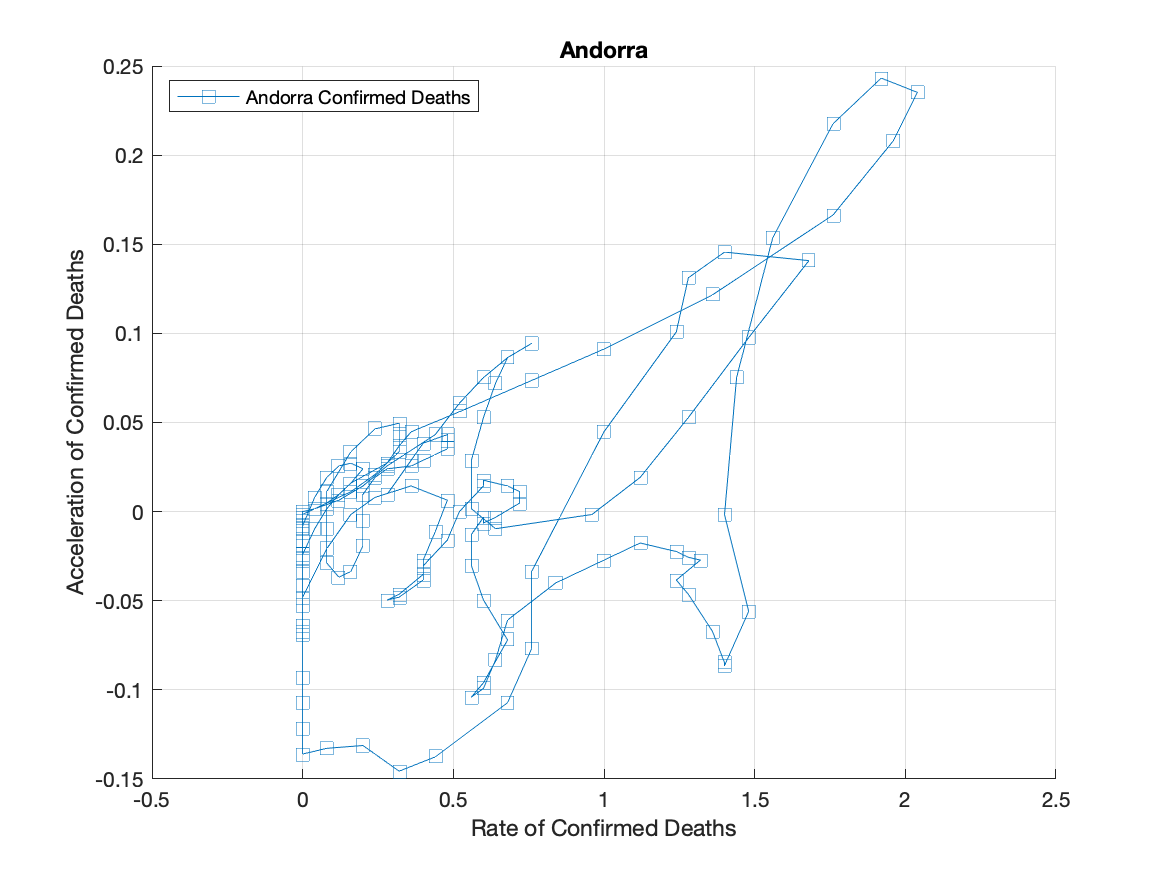 Andorra
Andorra Confirmed Deaths
0.25
0.2
0.15
0.1
0.05
0
-0.05
-0.1
-0.15
Acceleration of Confirmed Deaths
-0.5 0 0.5 1 1.5 2 2.5
Rate of Confirmed Deaths